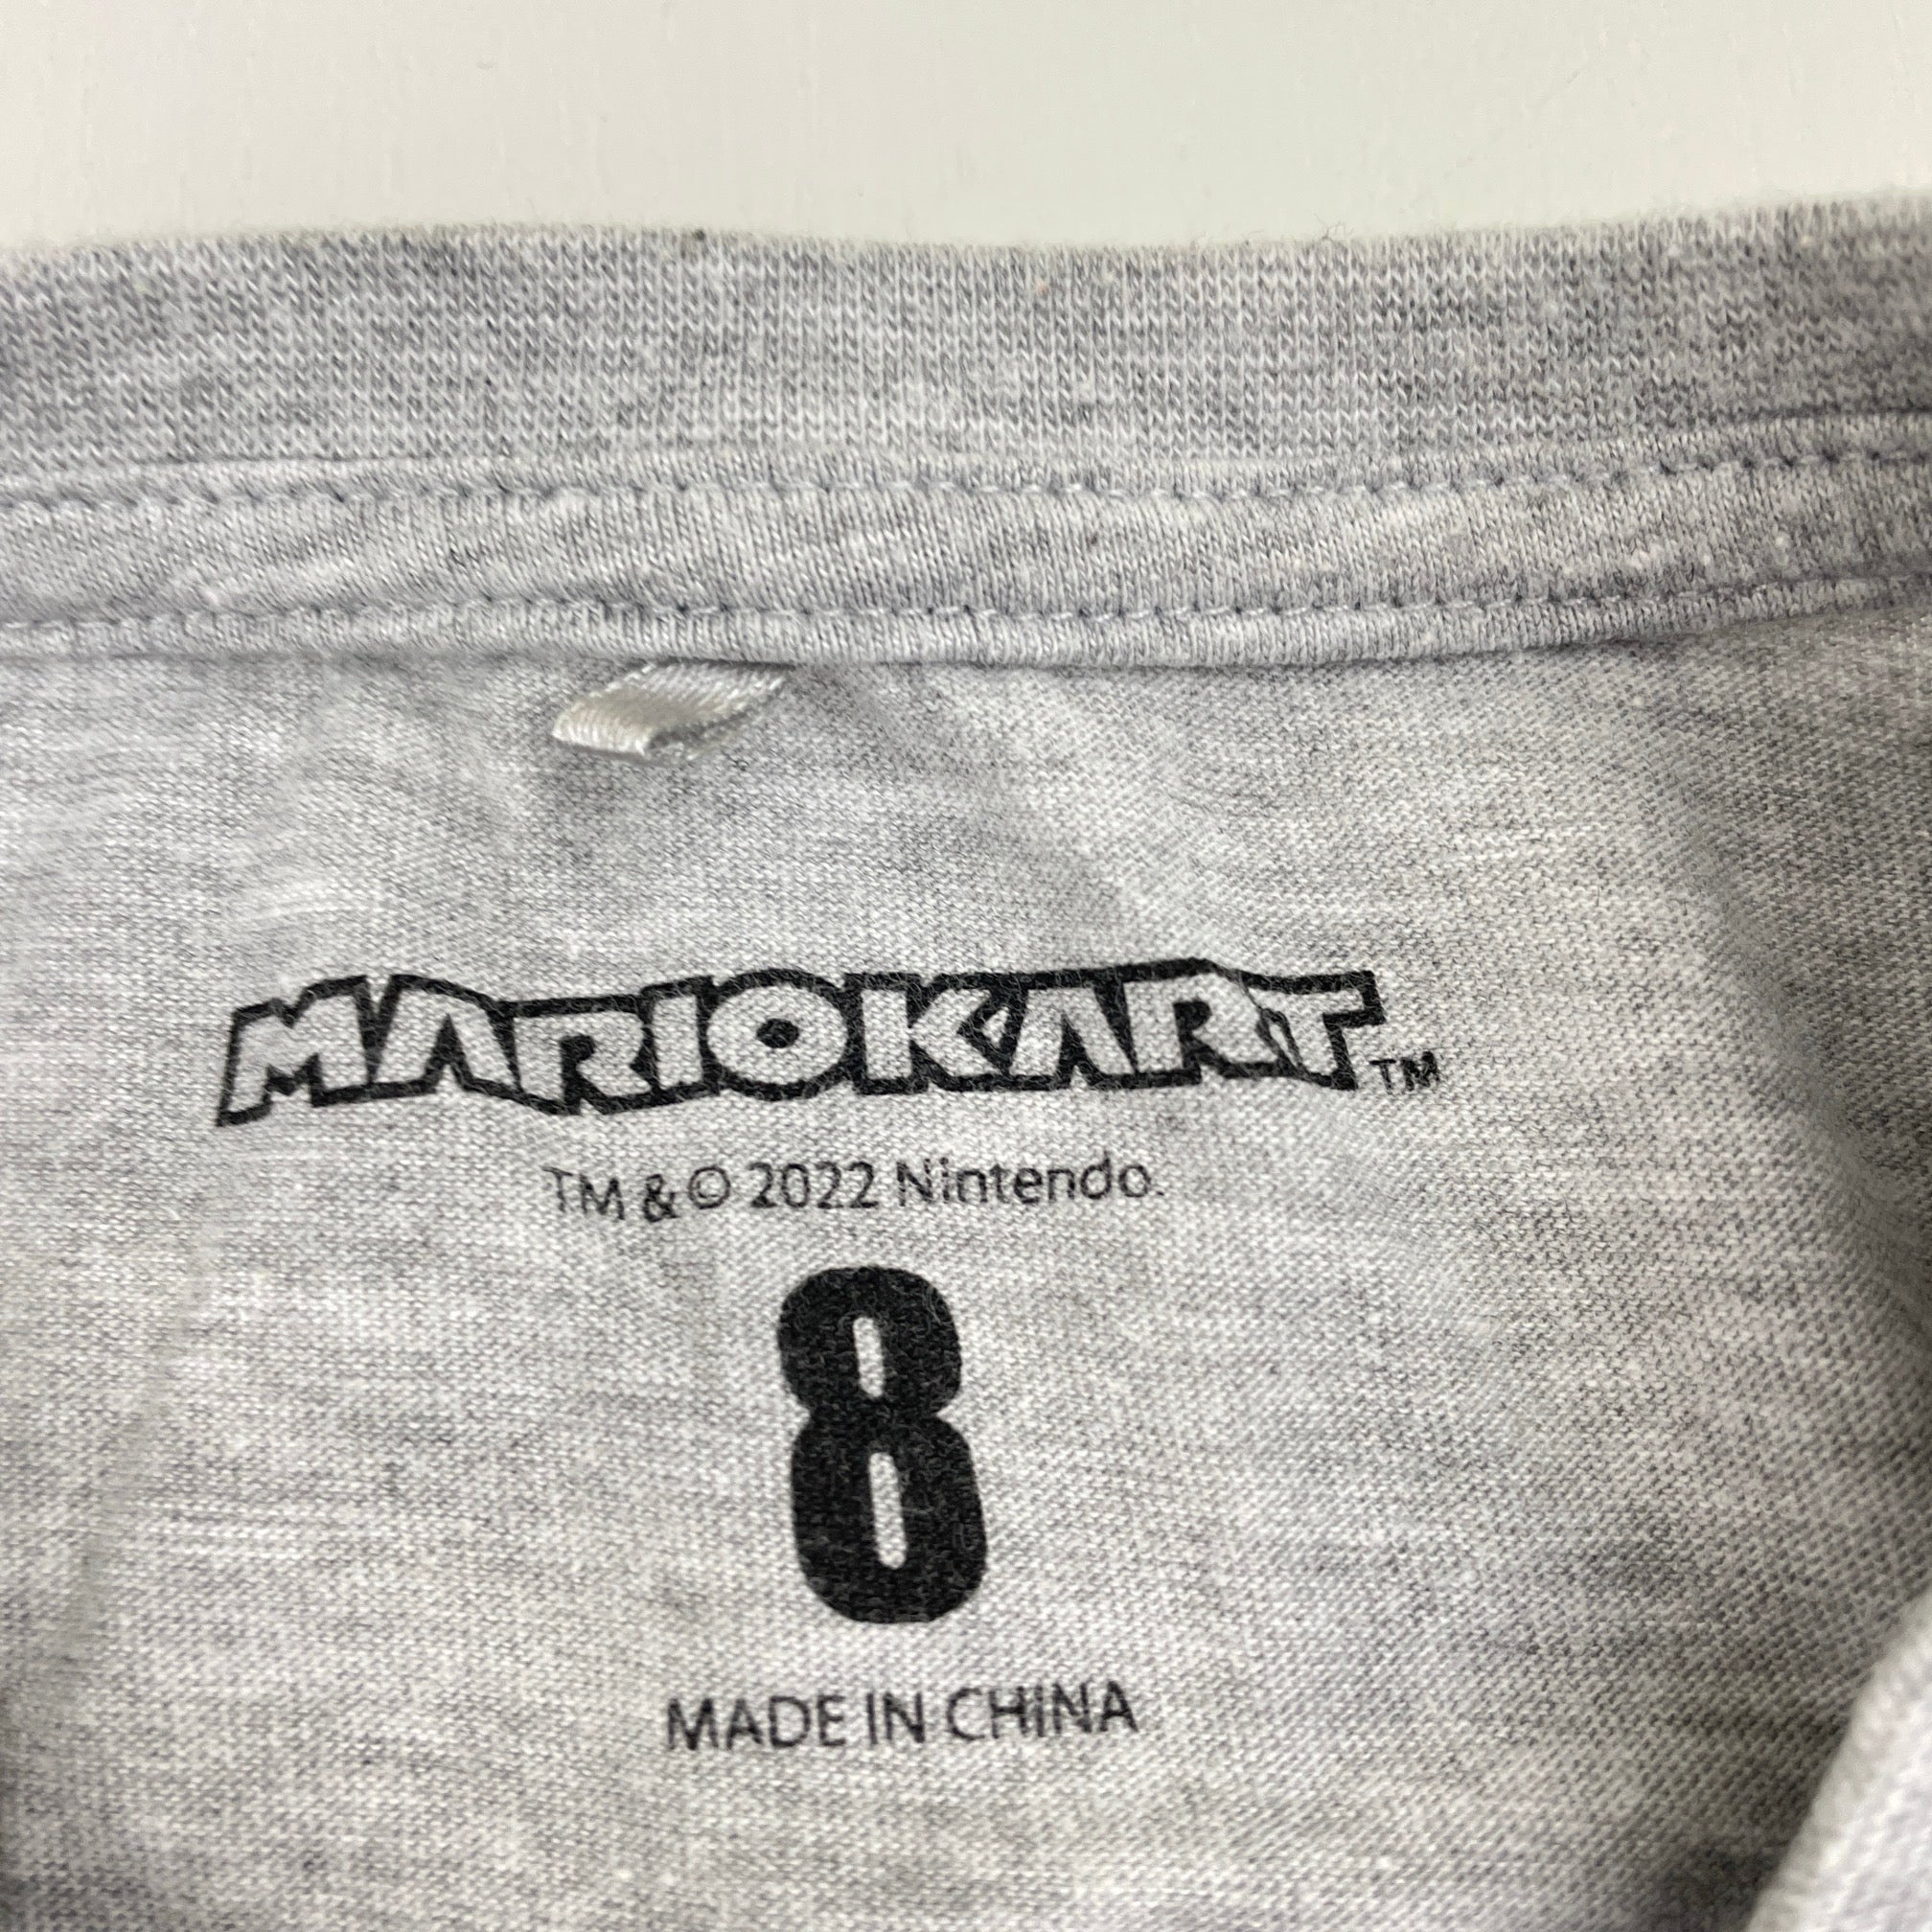 MARIOKART™
TM & © 2022 Nintendo.
8
MADE IN CHINA